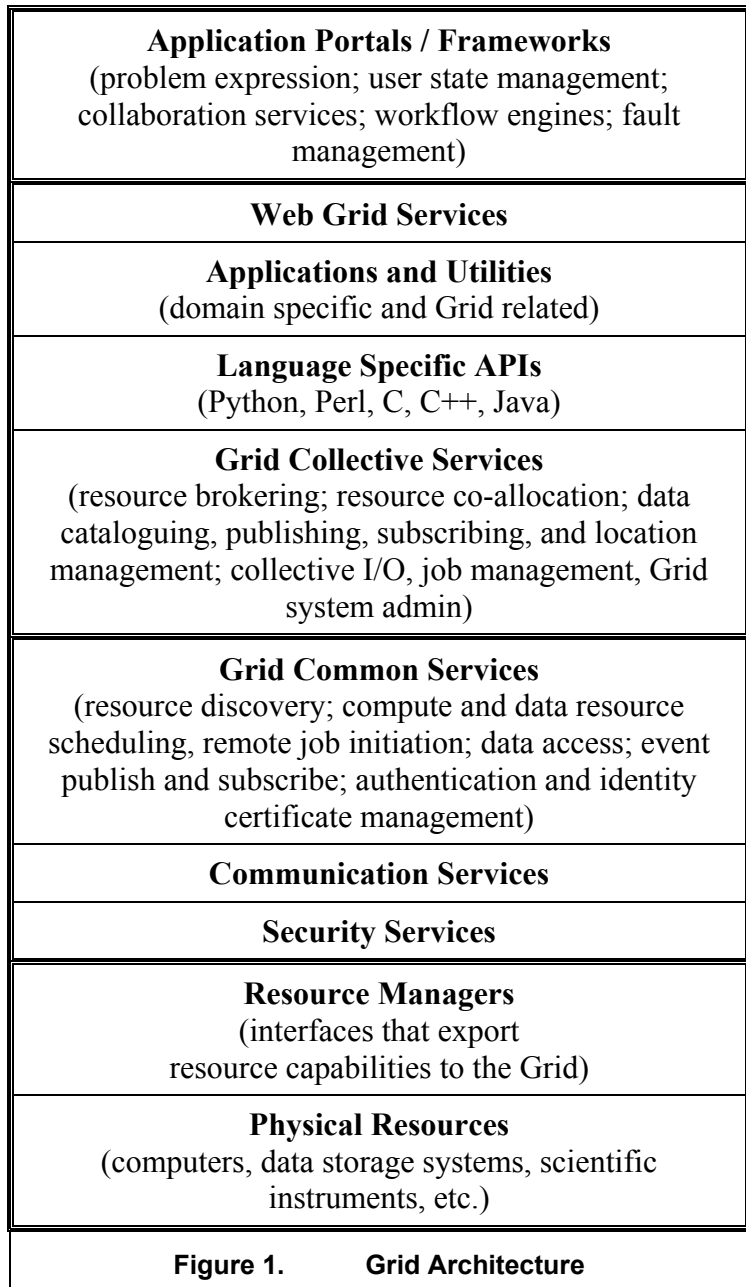 Application Portals / Frameworks
(problem expression; user state management;
collaboration services; workflow engines; fault
management)
Web Grid Services
Applications and Utilities
(domain specific and Grid related)
Language Specific APIs
(Python, Perl, C, C++, Java)
Grid Collective Services
(resource brokering; resource co-allocation; data
cataloguing, publishing, subscribing, and location
management; collective I/O, job management, Grid
system admin)
Grid Common Services
(resource discovery; compute and data resource
scheduling, remote job initiation; data access; event
publish and subscribe; authentication and identity
certificate management)
Communication Services
Security Services
Resource Managers
(interfaces that export
resource capabilities to the Grid)
Physical Resources
(computers, data storage systems, scientific
instruments, etc.)
Figure 1. Grid Architecture